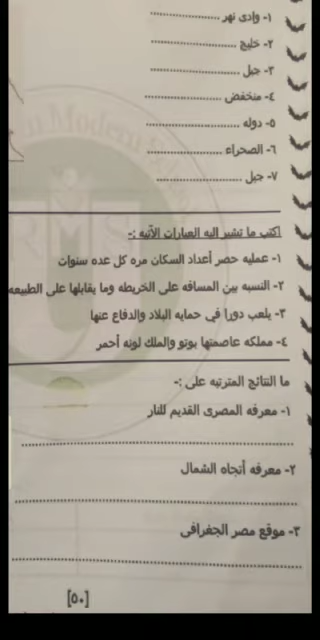 ١- وادى نهر ........................
٢- خليج ........................
٣- جبل ........................
٤- منخفض ........................
٥- دوله ........................
٦- الصحراء ........................
٧- جبل ........................
اكتب ما تشير اليه العبارات الآتيه :-
١- عمليه حصر أعداد السكان مره كل عده سنوات
٢- النسبه بين المسافه على الخريطه وما يقابلها على الطبيعه
٣- يلعب دوراً في حمايه البلاد والدفاع عنها
٤- مملكه عاصمتها بوتو والملك لونه أحمر
ما النتائج المترتبه على :-
١- معرفه المصرى القديم للنار
........................
٢- معرفه أتجاه الشمال
........................
٣- موقع مصر الجغرافى
........................
[٥٠]